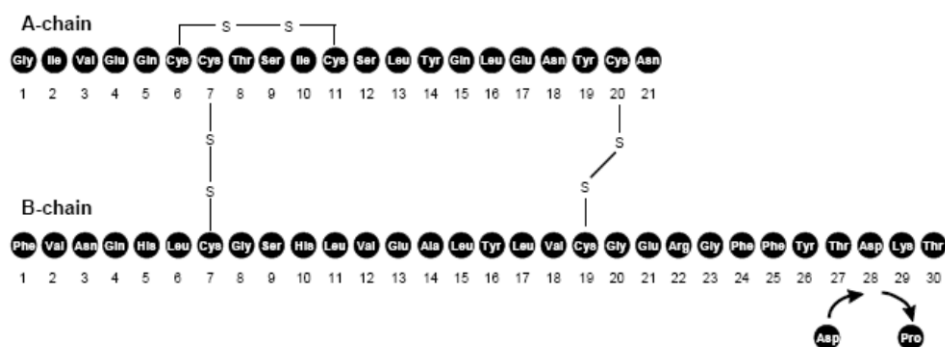 A-chain
S S
Gly Ile Val Glu Gln Cys Cys Thr Ser Ile Cys Ser Leu Tyr Gln Leu Glu Asn Tyr Cys Asn
1 2 3 4 5 6 7 8 9 10 11 12 13 14 15 16 17 18 19 20 21
S S
S S
B-chain
Phe Val Asn Gln His Leu Cys Gly Ser His Leu Val Glu Ala Leu Tyr Leu Val Cys Gly Glu Arg Gly Phe Phe Tyr Thr Asp Lys Thr
1 2 3 4 5 6 7 8 9 10 11 12 13 14 15 16 17 18 19 20 21 22 23 24 25 26 27 28 29 30
Asp Pro